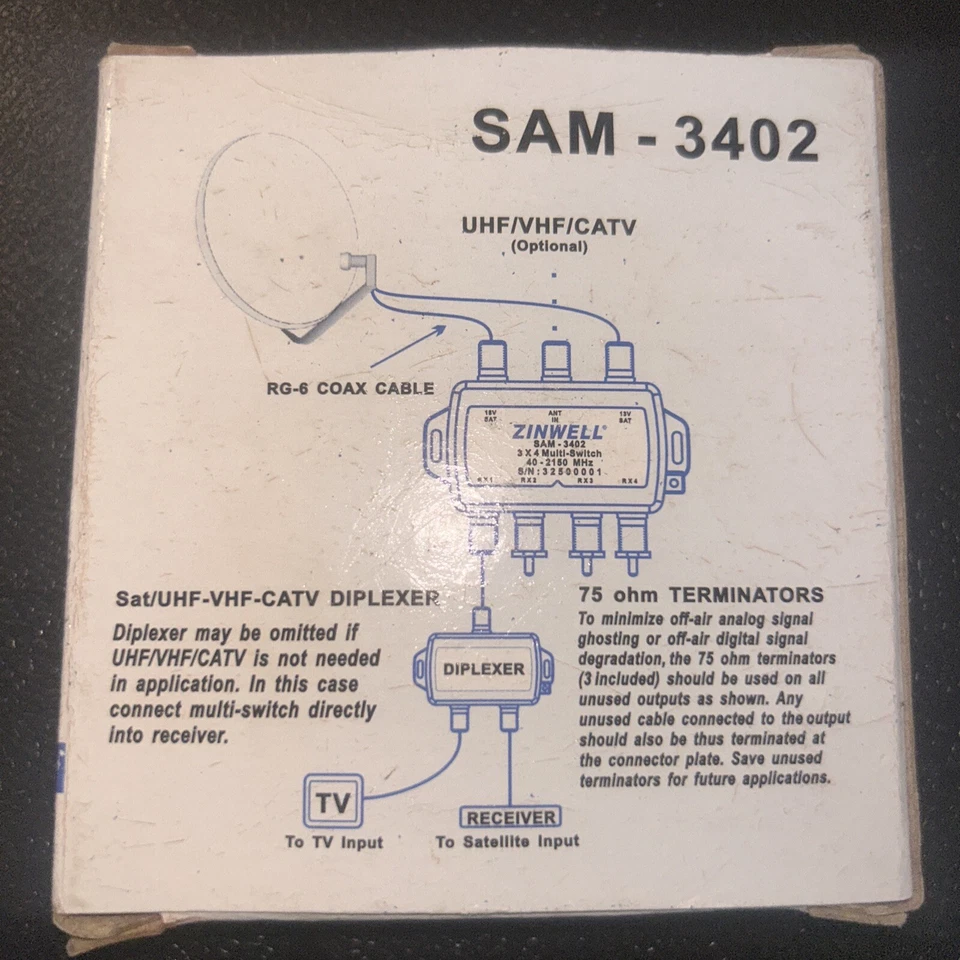 SAM - 3402
UHF/VHF/CATV
(Optional)
RG-6 COAX CABLE
18V SAT
ANT IN
13V SAT
ZINWELL®
SAM - 3402
3 X 4 Multi-Switch
40 - 2150 MHz
S/N : 32500001
RX1 RX2 RX3 RX4
Sat/UHF-VHF-CATV DIPLEXER
Diplexer may be omitted if
UHF/VHF/CATV is not needed
in application. In this case
connect multi-switch directly
into receiver.
DIPLEXER
75 ohm TERMINATORS
To minimize off-air analog signal
ghosting or off-air digital signal
degradation, the 75 ohm terminators
(3 included) should be used on all
unused outputs as shown. Any
unused cable connected to the output
should also be thus terminated at
the connector plate. Save unused
terminators for future applications.
TV
To TV Input
RECEIVER
To Satellite Input